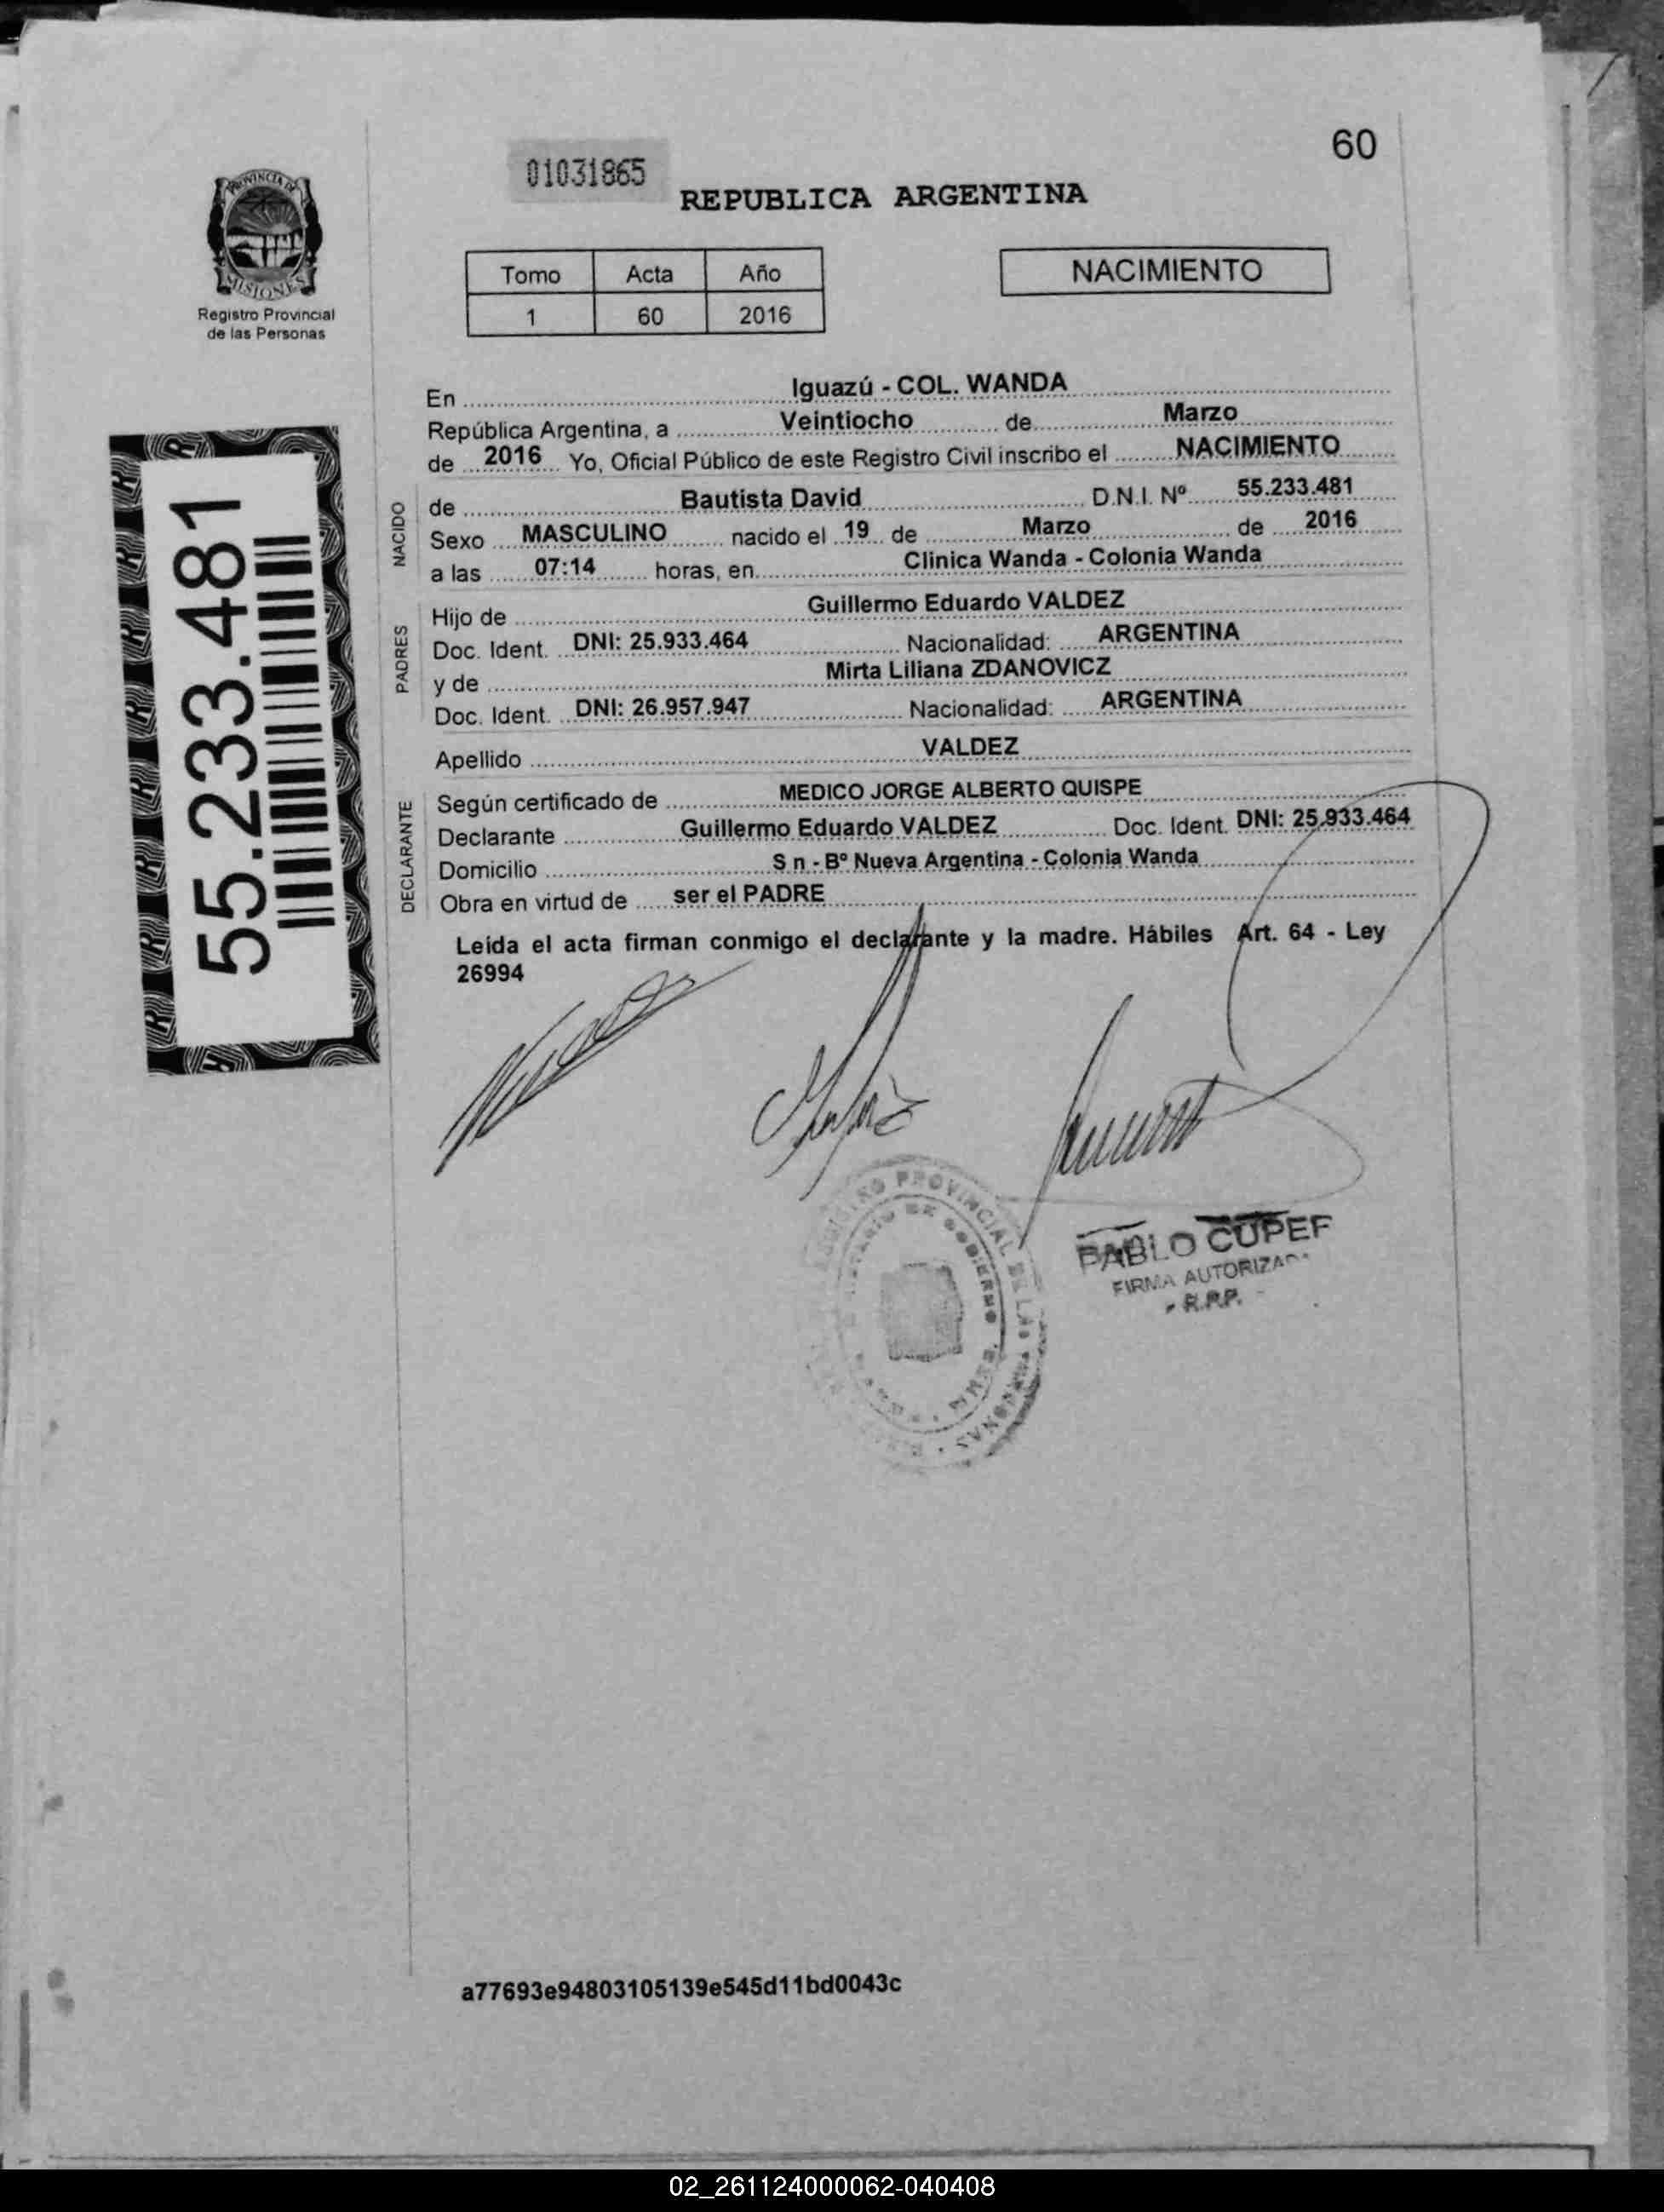 60
01031865
REPUBLICA ARGENTINA
PROVINCIA DE
MISIONES
Registro Provincial
de las Personas
Tomo Acta Año
1 60 2016
NACIMIENTO
En Iguazú - COL. WANDA
República Argentina, a Veintiocho de Marzo
de 2016 Yo, Oficial Público de este Registro Civil inscribo el NACIMIENTO
NACIDO
de Bautista David D.N.I. Nº 55.233.481
Sexo MASCULINO nacido el 19 de Marzo de 2016
a las 07:14 horas, en Clinica Wanda - Colonia Wanda
PADRES
Hijo de Guillermo Eduardo VALDEZ
Doc. Ident. DNI: 25.933.464 Nacionalidad: ARGENTINA
y de Mirta Liliana ZDANOVICZ
Doc. Ident. DNI: 26.957.947 Nacionalidad: ARGENTINA
Apellido VALDEZ
DECLARANTE
Según certificado de MEDICO JORGE ALBERTO QUISPE
Declarante Guillermo Eduardo VALDEZ Doc. Ident. DNI: 25.933.464
Domicilio S n - Bº Nueva Argentina - Colonia Wanda
Obra en virtud de ser el PADRE
Leída el acta firman conmigo el declarante y la madre. Hábiles Art. 64 - Ley
26994
55.233.481
PROVINCIAL DE LAS PERSONAS
DE GOBIERNO
PABLO CUPEF
FIRMA
- R.P.P. -
a77693e94803105139e545d11bd0043c
02_261124000062-040408